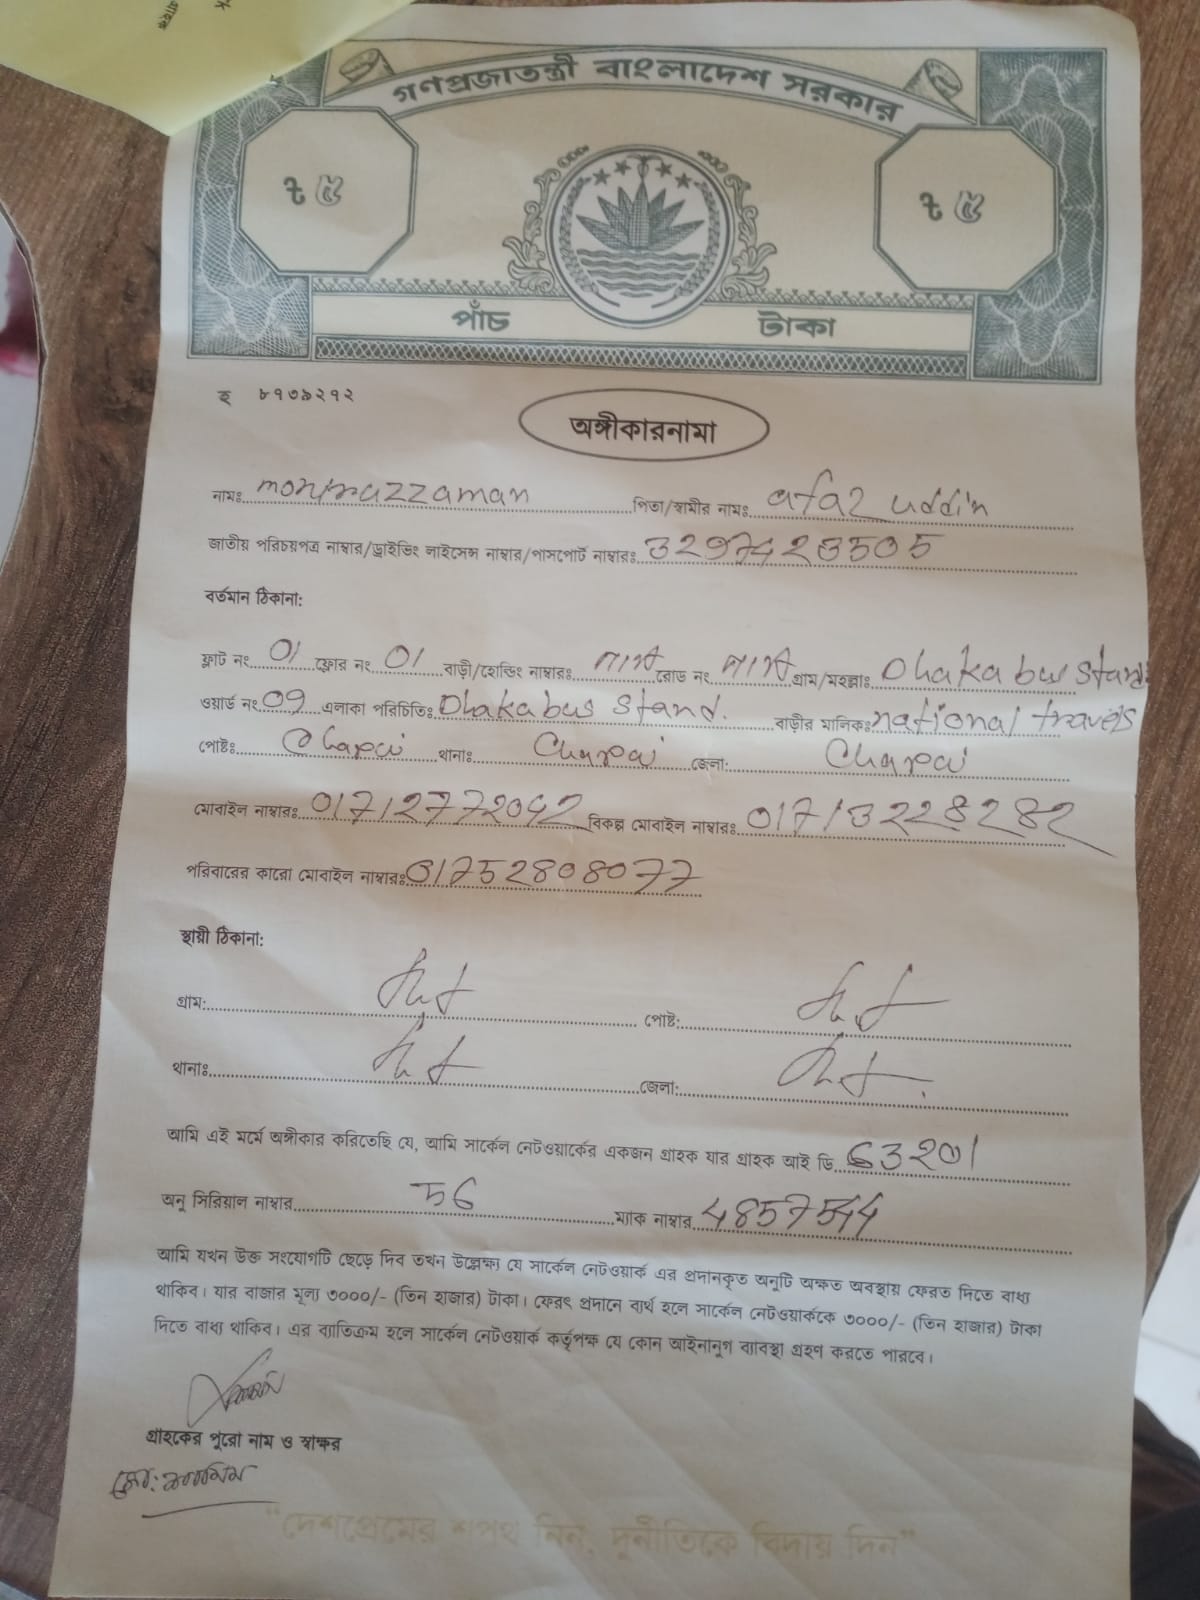 গণপ্রজাতন্ত্রী বাংলাদেশ সরকার
৳ ৫ ৳ ৫
পাঁচ টাকা
৮৭৩৯২৭২
অঙ্গীকারনামা
নামঃ moniruzzaman পিতা/স্বামীর নামঃ afaz uddin
জাতীয় পরিচয়পত্র নাম্বার/ড্রাইভিং লাইসেন্স নাম্বার/পাসপোর্ট নাম্বারঃ 3297423505
বর্তমান ঠিকানা:
ফ্লাট নং 01 ফ্লোর নং 01 বাড়ী/হোল্ডিং নাম্বারঃ রোড নং গ্রাম/মহল্লাঃ Dhaka bus stand
ওয়ার্ড নং 09 এলাকা পরিচিতিঃ Dhaka bus stand. বাড়ীর মালিকঃ national travels
পোষ্টঃ Chapai থানাঃ Chapai জেলা: Chapai
মোবাইল নাম্বারঃ 01712772042 বিকল্প মোবাইল নাম্বারঃ 01713228282
পরিবারের কারো মোবাইল নাম্বারঃ 01752808077
স্থায়ী ঠিকানা:
গ্রাম: পোষ্ট:
থানাঃ জেলা:
আমি এই মর্মে অঙ্গীকার করিতেছি যে, আমি সার্কেল নেটওয়ার্কের একজন গ্রাহক যার গ্রাহক আই ডি 63201
অনু সিরিয়াল নাম্বার 56 ম্যাক নাম্বার 4857544
আমি যখন উক্ত সংযোগটি ছেড়ে দিব তখন উল্লেক্ষ্য যে সার্কেল নেটওয়ার্ক এর প্রদানকৃত অনুটি অক্ষত অবস্থায় ফেরত দিতে বাধ্য
থাকিব। যার বাজার মূল্য ৩০০০/- (তিন হাজার) টাকা। ফেরৎ প্রদানে ব্যর্থ হলে সার্কেল নেটওয়ার্ককে ৩০০০/- (তিন হাজার) টাকা
দিতে বাধ্য থাকিব। এর ব্যাতিক্রম হলে সার্কেল নেটওয়ার্ক কর্তৃপক্ষ যে কোন আইনানুগ ব্যাবস্থা গ্রহণ করতে পারবে।
গ্রাহকের পুরো নাম ও স্বাক্ষর
"দেশপ্রেমের শপথ নিন, দুর্নীতিকে বিদায় দিন"